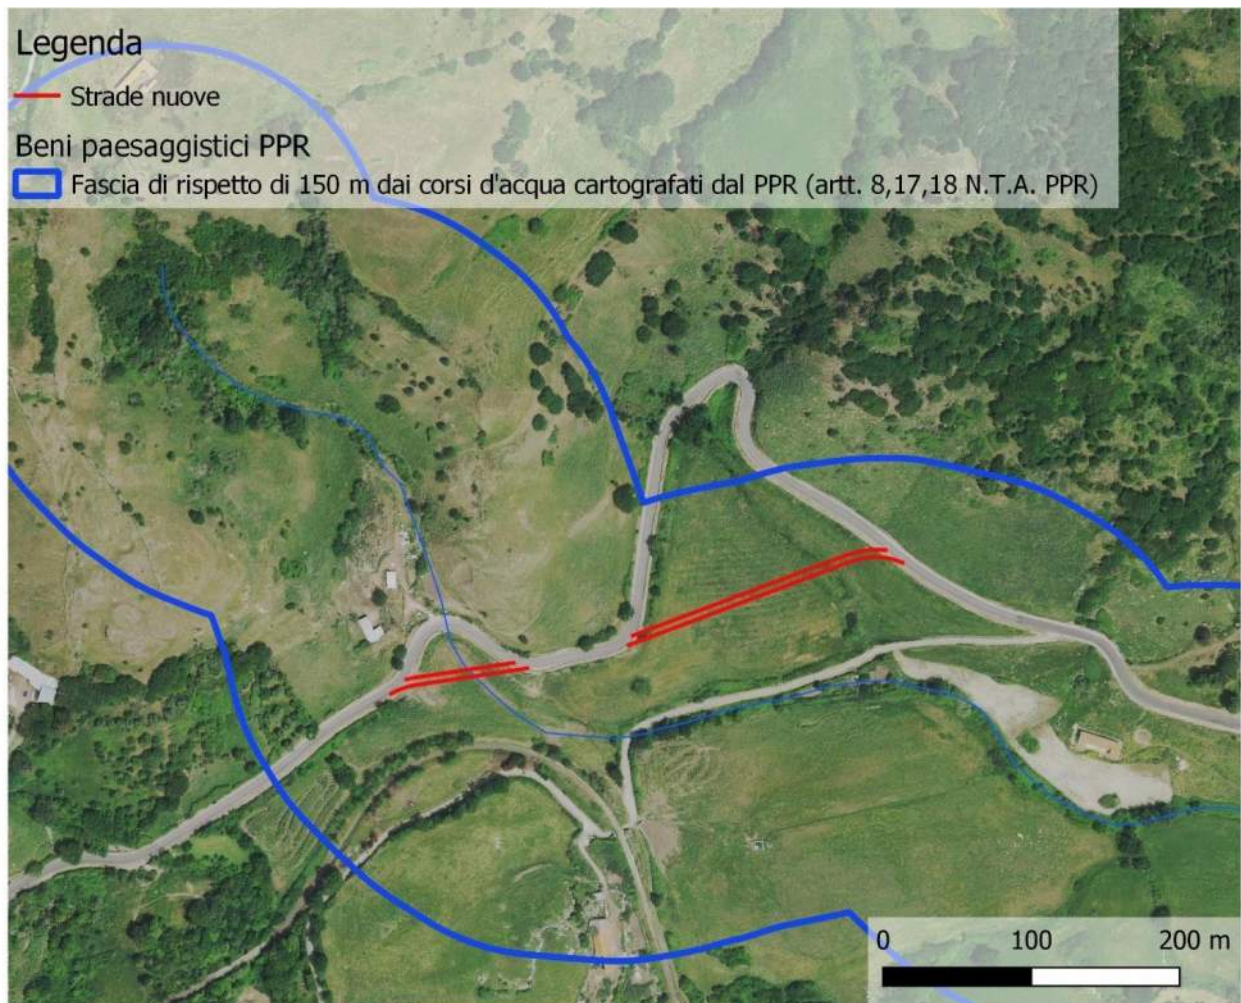 Legenda
Strade nuove
Beni paesaggistici PPR
Fascia di rispetto di 150 m dai corsi d'acqua cartografati dal PPR (artt. 8,17,18 N.T.A. PPR)
0 100 200 m